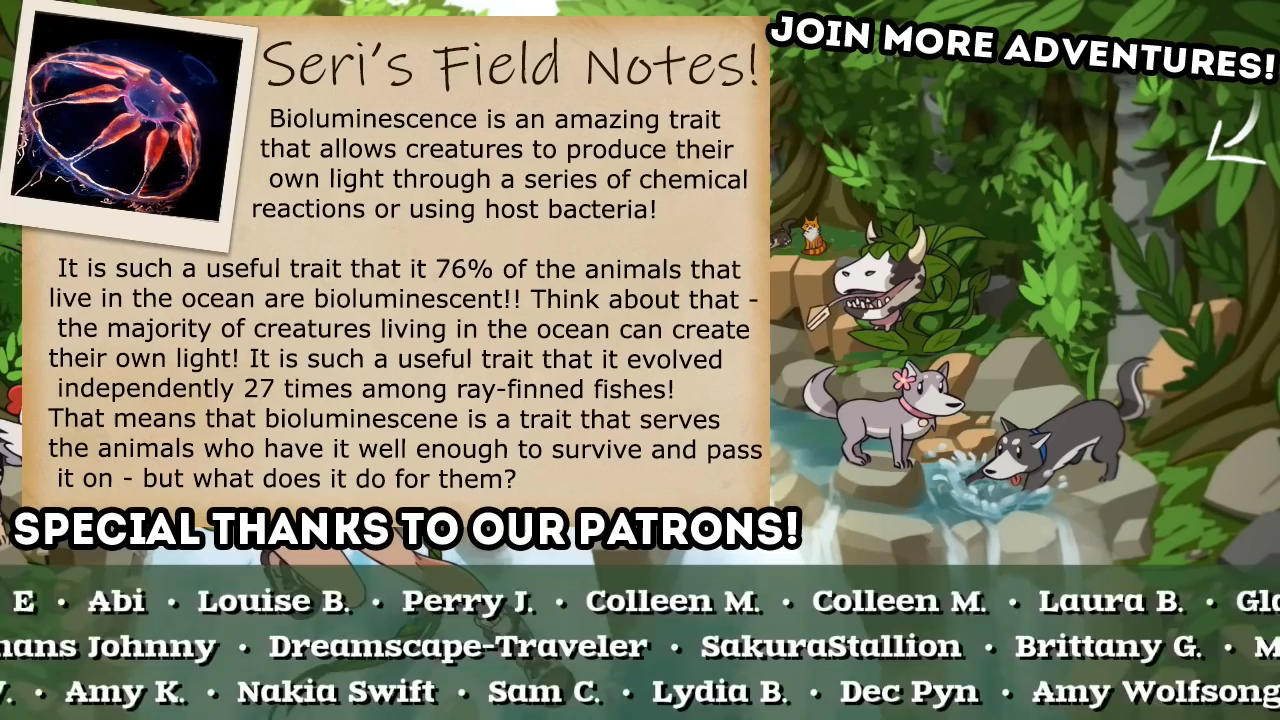 Seri's Field Notes!
JOIN MORE ADVENTURES!
Bioluminescence is an amazing trait
that allows creatures to produce their
own light through a series of chemical
reactions or using host bacteria!
It is such a useful trait that it 76% of the animals that
live in the ocean are bioluminescent!! Think about that -
the majority of creatures living in the ocean can create
their own light! It is such a useful trait that it evolved
independently 27 times among ray-finned fishes!
That means that bioluminescene is a trait that serves
the animals who have it well enough to survive and pass
it on - but what does it do for them?
SPECIAL THANKS TO OUR PATRONS!
E · Abi · Louise B. · Perry J. · Colleen M. · Colleen M. · Laura B. ·
Johnny · Dreamscape-Traveler · SakuraStallion · Brittany G. · M
· Amy K. · Nakia Swift · Sam C. · Lydia B. · Dec Pyn · Amy Wolfsong